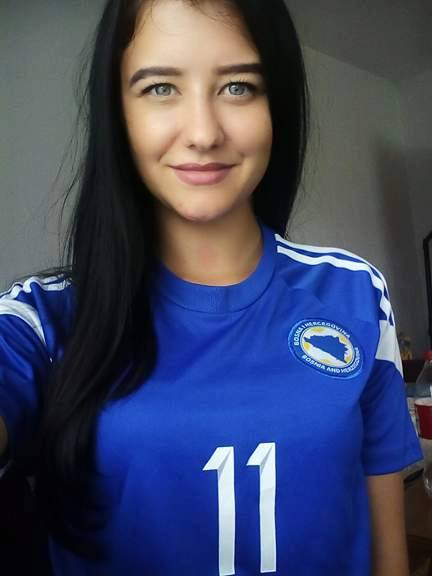 BOSNA I HERCEGOVINA
BOSNIA AND HERZEGOVINA
11